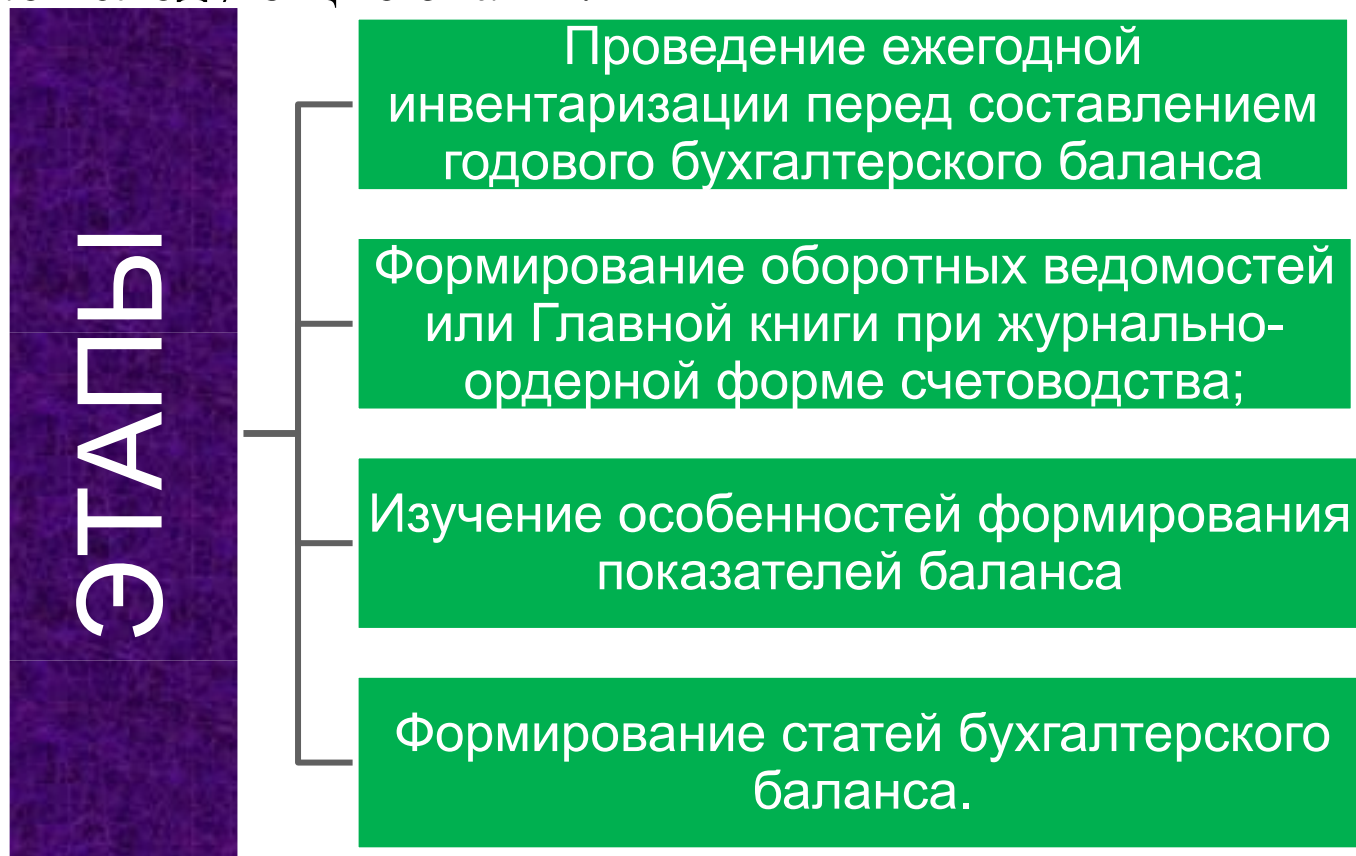 ЭТАПЫ
Проведение ежегодной
инвентаризации перед составлением
годового бухгалтерского баланса
Формирование оборотных ведомостей
или Главной книги при журнально-
ордерной форме счетоводства;
Изучение особенностей формирования
показателей баланса
Формирование статей бухгалтерского
баланса.